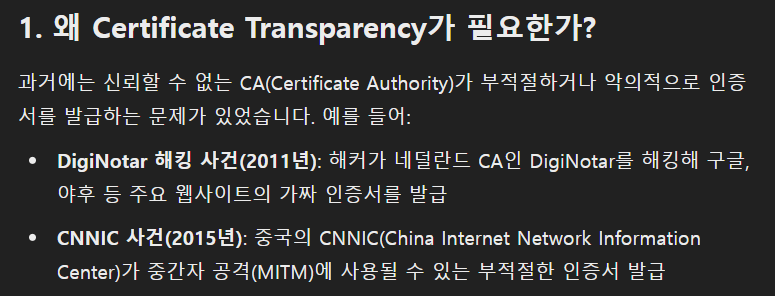 1. 왜 Certificate Transparency가 필요한가?
과거에는 신뢰할 수 없는 CA(Certificate Authority)가 부적절하거나 악의적으로 인증
서를 발급하는 문제가 있었습니다. 예를 들어:
• DigiNotar 해킹 사건(2011년): 해커가 네덜란드 CA인 DigiNotar를 해킹해 구글,
야후 등 주요 웹사이트의 가짜 인증서를 발급
• CNNIC 사건(2015년): 중국의 CNNIC(China Internet Network Information
Center)가 중간자 공격(MITM)에 사용될 수 있는 부적절한 인증서 발급